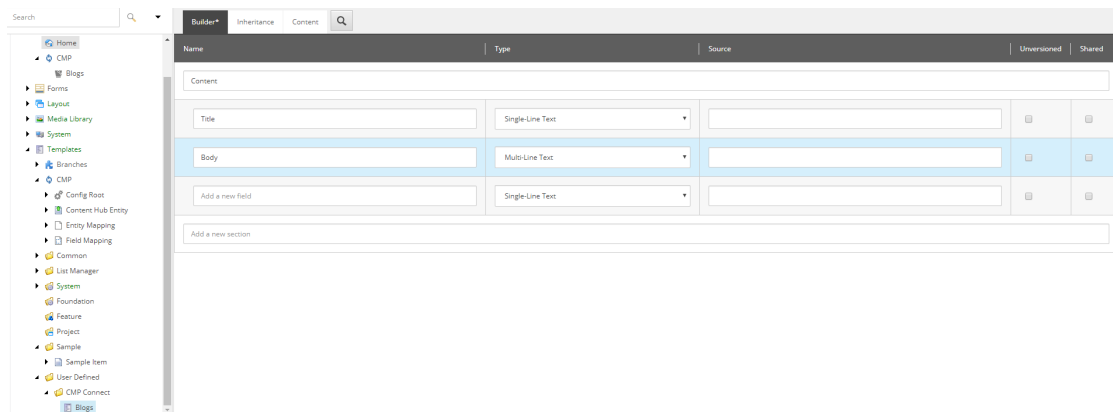 Search
Builder* Inheritance Content
Name Type Source Unversioned Shared
Content
Title Single-Line Text
Body Multi-Line Text
Add a new field Single-Line Text
Add a new section
Home
CMP
Blogs
Forms
Layout
Media Library
System
Templates
Branches
CMP
Config Root
Content Hub Entity
Entity Mapping
Field Mapping
Common
List Manager
System
Foundation
Feature
Project
Sample
Sample Item
User Defined
CMP Connect
Blogs